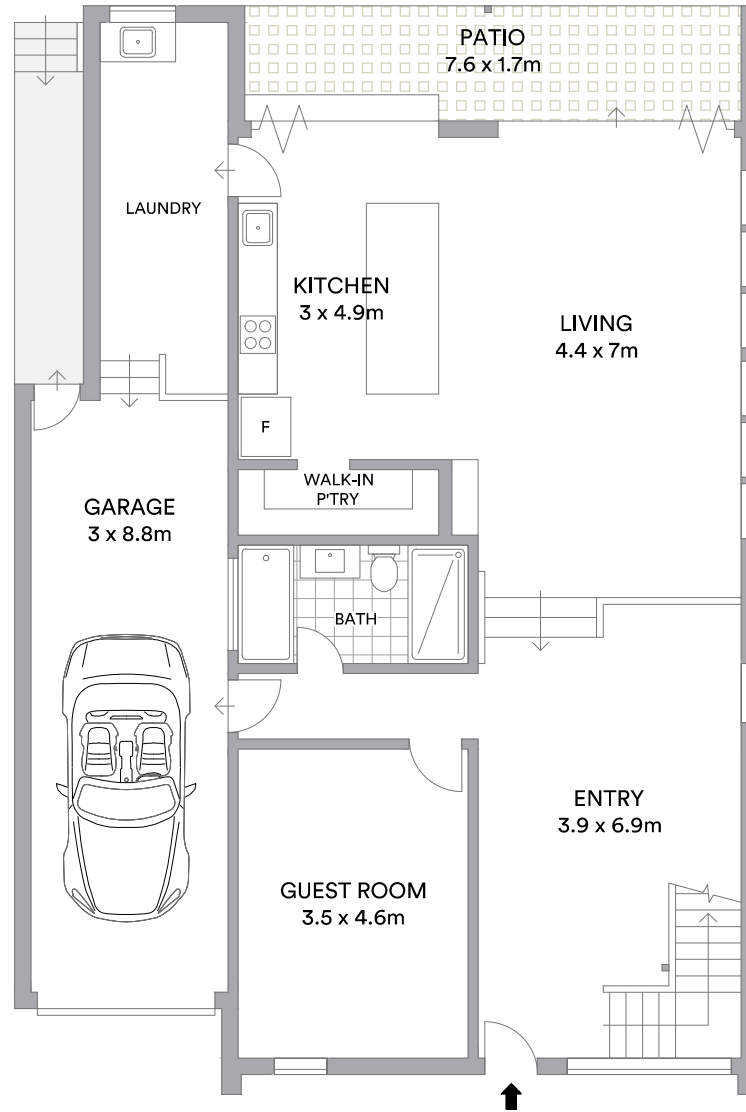 PATIO
7.6 x 1.7m
LAUNDRY
KITCHEN
3 x 4.9m
LIVING
4.4 x 7m
F
WALK-IN
P'TRY
GARAGE
3 x 8.8m
BATH
ENTRY
3.9 x 6.9m
GUEST ROOM
3.5 x 4.6m